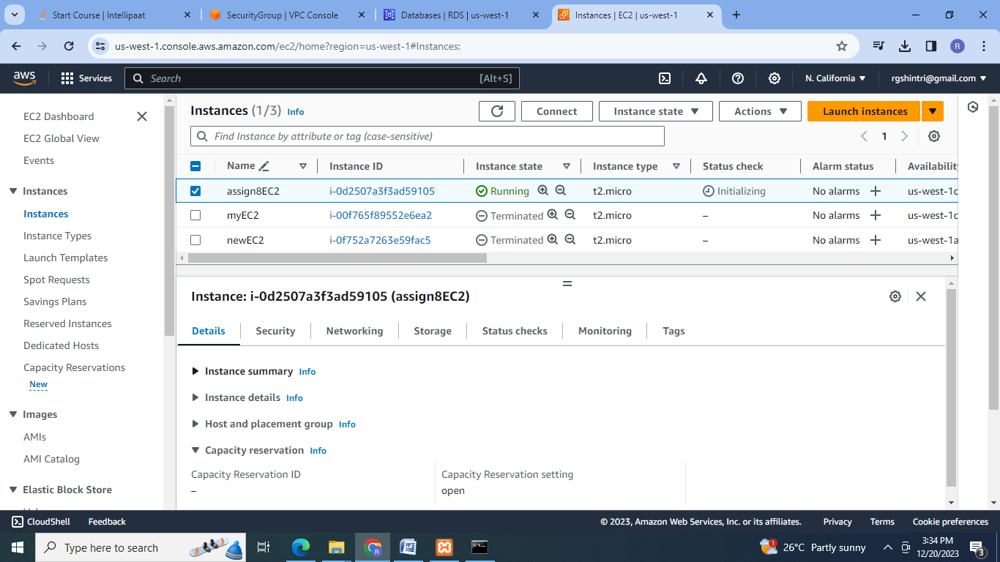 Start Course | Intellipaat
SecurityGroup | VPC Console
Databases | RDS | us-west-1
Instances | EC2 | us-west-1
us-west-1.console.aws.amazon.com/ec2/home?region=us-west-1#Instances:
R
aws
Services
Search
[Alt+S]
N. California
rgshintri@gmail.com
EC2 Dashboard
EC2 Global View
Events
Instances
Instances
Instance Types
Launch Templates
Spot Requests
Savings Plans
Reserved Instances
Dedicated Hosts
Capacity Reservations
New
Images
AMIs
AMI Catalog
Elastic Block Store
Instances (1/3) Info
Connect
Instance state
Actions
Launch instances
Find Instance by attribute or tag (case-sensitive)
1
Name Instance ID Instance state Instance type Status check Alarm status Availability
assign8EC2 i-0d2507a3f3ad59105 Running t2.micro Initializing No alarms us-west-1c
myEC2 i-00f765f89552e6ea2 Terminated t2.micro – No alarms us-west-1c
newEC2 i-0f752a7263e59fac5 Terminated t2.micro – No alarms us-west-1a
Instance: i-0d2507a3f3ad59105 (assign8EC2)
Details Security Networking Storage Status checks Monitoring Tags
Instance summary Info
Instance details Info
Host and placement group Info
Capacity reservation Info
Capacity Reservation ID
–
Capacity Reservation setting
open
CloudShell Feedback
© 2023, Amazon Web Services, Inc. or its affiliates. Privacy Terms Cookie preferences
Type here to search
1
26°C Partly sunny
3:34 PM
12/20/2023
3